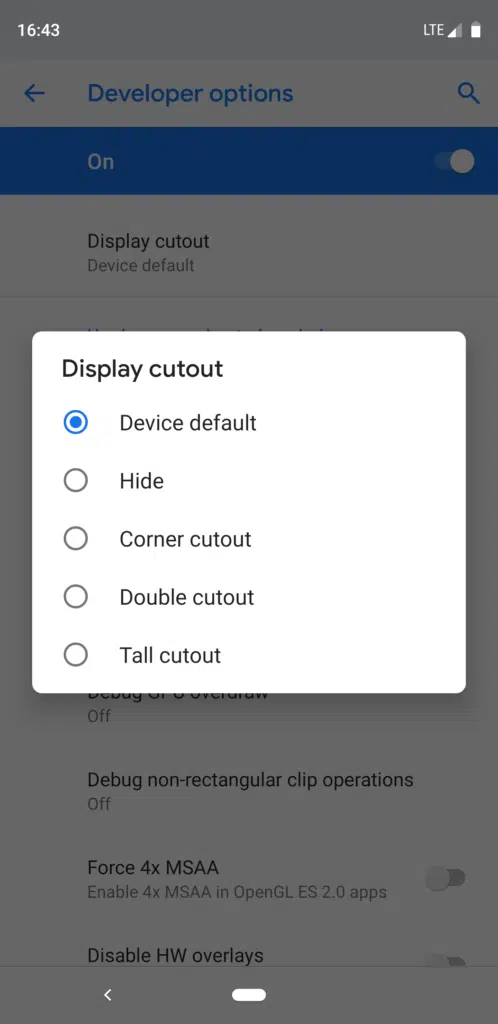 16:43
LTE
Developer options
On
Display cutout
Device default
Display cutout
Device default
Hide
Corner cutout
Double cutout
Tall cutout
Debug GPU overdraw
Off
Debug non-rectangular clip operations
Off
Force 4x MSAA
Enable 4x MSAA in OpenGL ES 2.0 apps
Disable HW overlays